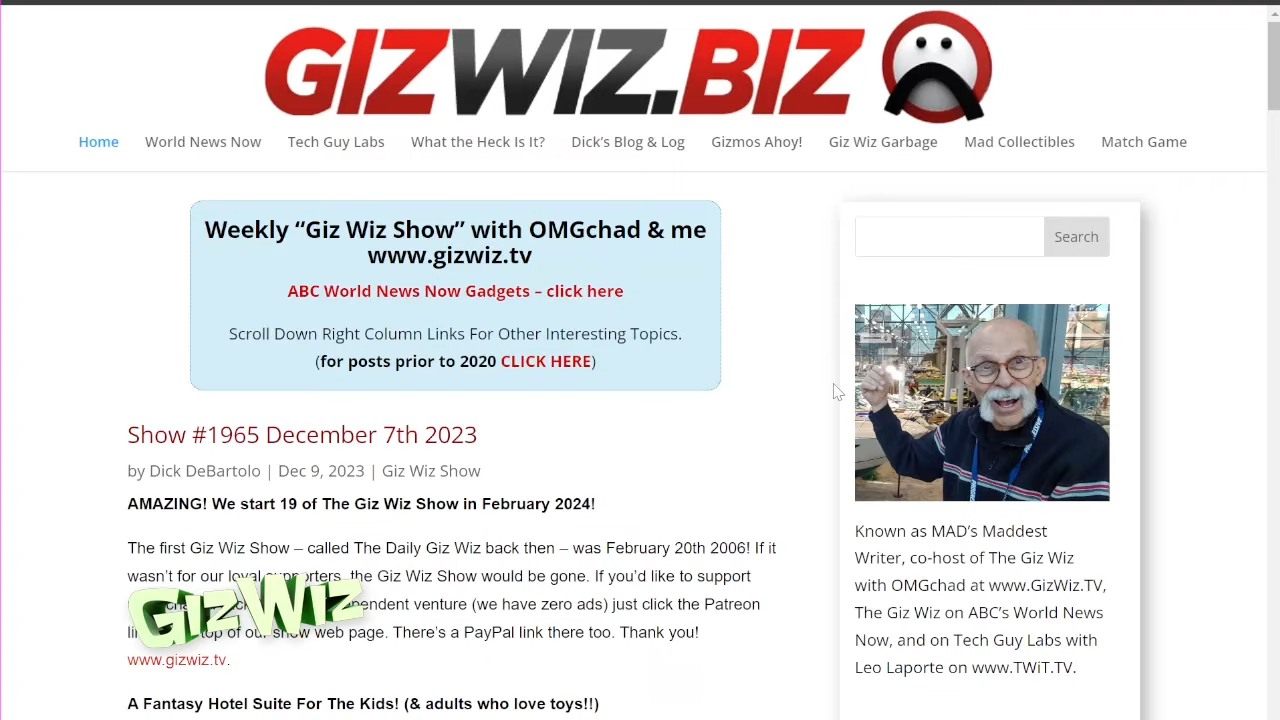 GIZWIZ.BIZ
Home World News Now Tech Guy Labs What the Heck Is It? Dick's Blog & Log Gizmos Ahoy! Giz Wiz Garbage Mad Collectibles Match Game
Weekly “Giz Wiz Show” with OMGchad & me
www.gizwiz.tv
ABC World News Now Gadgets – click here
Scroll Down Right Column Links For Other Interesting Topics.
(for posts prior to 2020 CLICK HERE)
Show #1965 December 7th 2023
by Dick DeBartolo | Dec 9, 2023 | Giz Wiz Show
AMAZING! We start 19 of The Giz Wiz Show in February 2024!
The first Giz Wiz Show – called The Daily Giz Wiz back then – was February 20th 2006! If it
wasn't for our loyal supporters, the Giz Wiz Show would be gone. If you'd like to support
venture (we have zero ads) just click the Patreon
top of our show web page. There's a PayPal link there too. Thank you!
www.gizwiz.tv.
GIZWIZ
A Fantasy Hotel Suite For The Kids! (& adults who love toys!!)
Search
Known as MAD's Maddest
Writer, co-host of The Giz Wiz
with OMGchad at www.GizWiz.TV,
The Giz Wiz on ABC's World News
Now, and on Tech Guy Labs with
Leo Laporte on www.TWiT.TV.